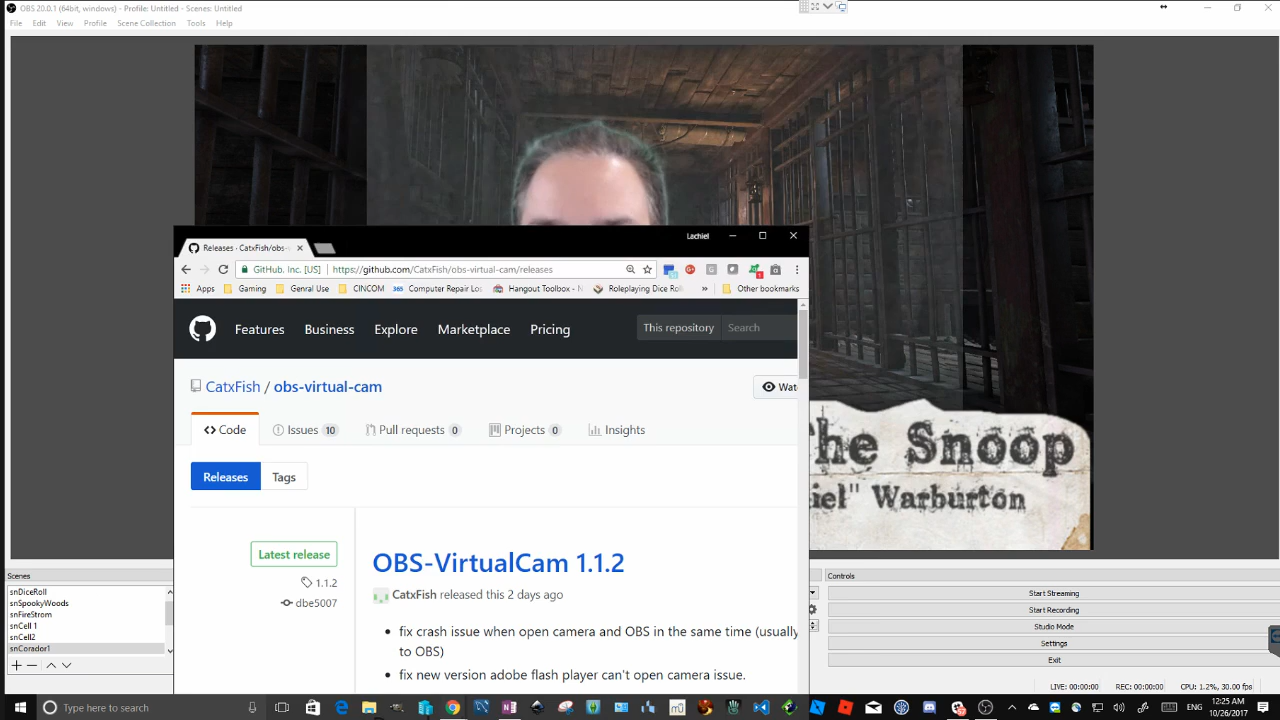 OBS 20.0.1 (64bit, windows) - Profile: Untitled - Scenes: Untitled
File Edit View Profile Scene Collection Tools Help
Lachiel
Releases · CatxFish/obs-
GitHub, Inc. [US] https://github.com/CatxFish/obs-virtual-cam/releases
Apps Gaming Genral Use CINCOM 365 Computer Repair Lo Hangout Toolbox - Roleplaying Dice Roll » Other bookmarks
Features Business Explore Marketplace Pricing This repository Search
CatxFish / obs-virtual-cam Wat
Code Issues 10 Pull requests 0 Projects 0 Insights
Releases Tags
he Snoop
iel" Warburton
Latest release
OBS-VirtualCam 1.1.2
1.1.2
CatxFish released this 2 days ago
dbe5007
fix crash issue when open camera and OBS in the same time (usually
to OBS)
fix new version adobe flash player can't open camera issue.
Scenes
snDiceRoll
snSpookyWoods
snFireStrom
snCell 1
snCell2
snCorador1
Controls
Start Streaming
Start Recording
Studio Mode
Settings
Exit
LIVE: 00:00:00 REC: 00:00:00 CPU: 1.2%, 30.00 fps
Type here to search
12:25 AM
10/26/2017